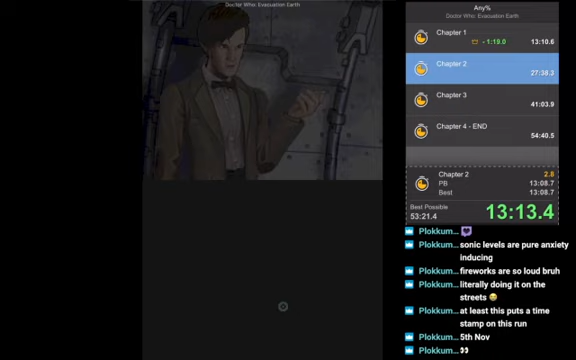 Doctor Who: Evacuation Earth
Any%
Doctor Who: Evacuation Earth
Chapter 1
- 1:19.0 13:10.6
Chapter 2
27:38.3
Chapter 3
41:03.9
Chapter 4 - END
54:40.5
Chapter 2 2.8
PB 13:08.7
Best 13:08.7
Best Possible
53:21.4
13:13.4
Plokkum...
Plokkum... sonic levels are pure anxiety
inducing
Plokkum... fireworks are so loud bruh
Plokkum... literally doing it on the
streets 😂
Plokkum... at least this puts a time
stamp on this run
Plokkum... 5th Nov
Plokkum... 👀